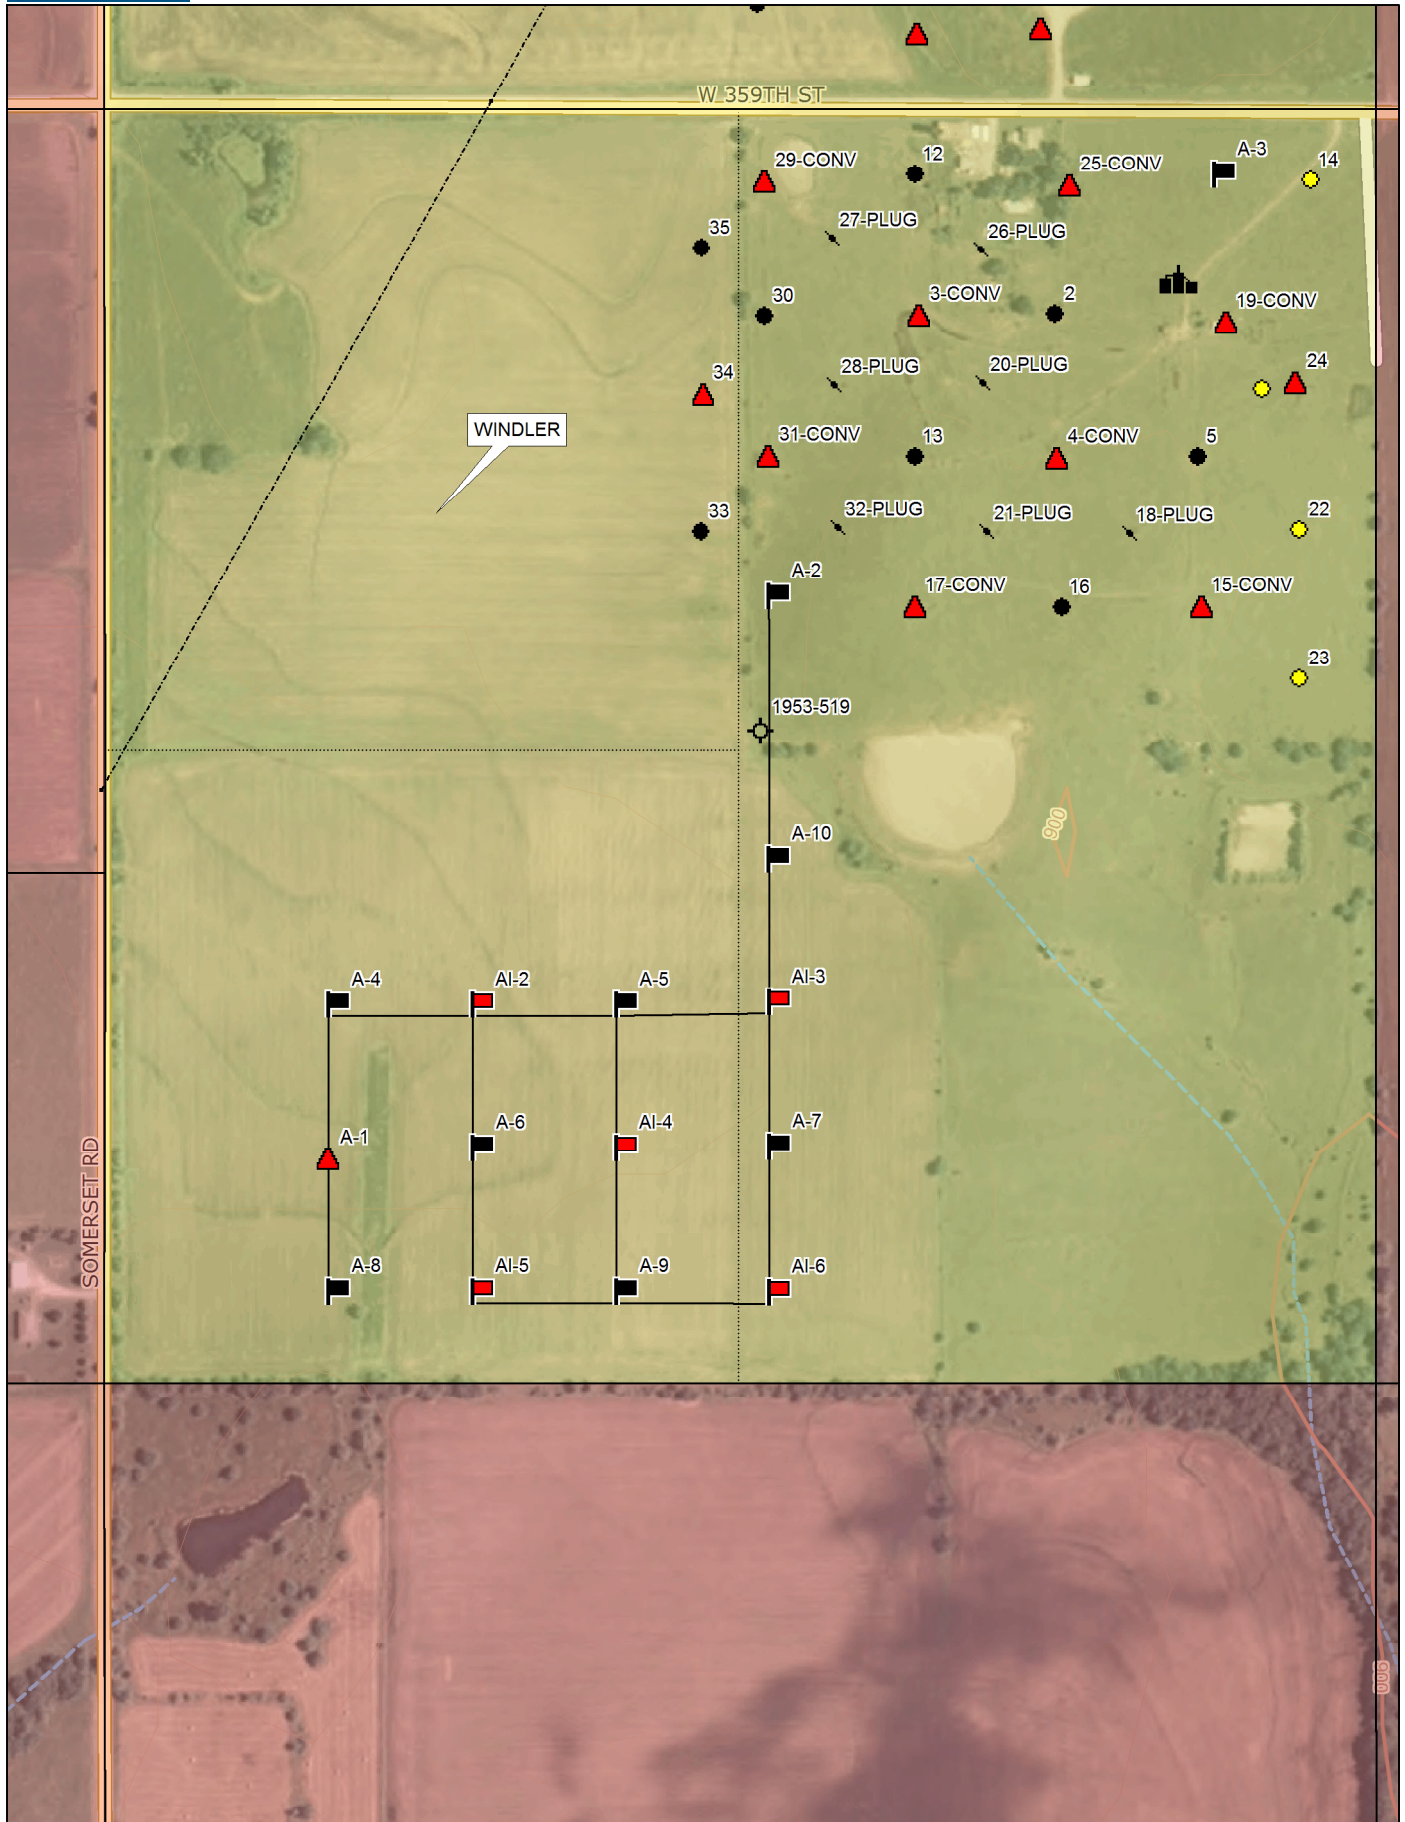 W 359TH ST
29-CONV
12
25-CONV
A-3
14
27-PLUG
26-PLUG
35
30
3-CONV
2
19-CONV
34
28-PLUG
20-PLUG
24
WINDLER
31-CONV
13
4-CONV
5
33
32-PLUG
21-PLUG
18-PLUG
22
A-2
17-CONV
16
15-CONV
23
1953-519
900
A-10
A-4
AI-2
A-5
AI-3
A-1
A-6
AI-4
A-7
SOMERSET RD
A-8
AI-5
A-9
AI-6
900